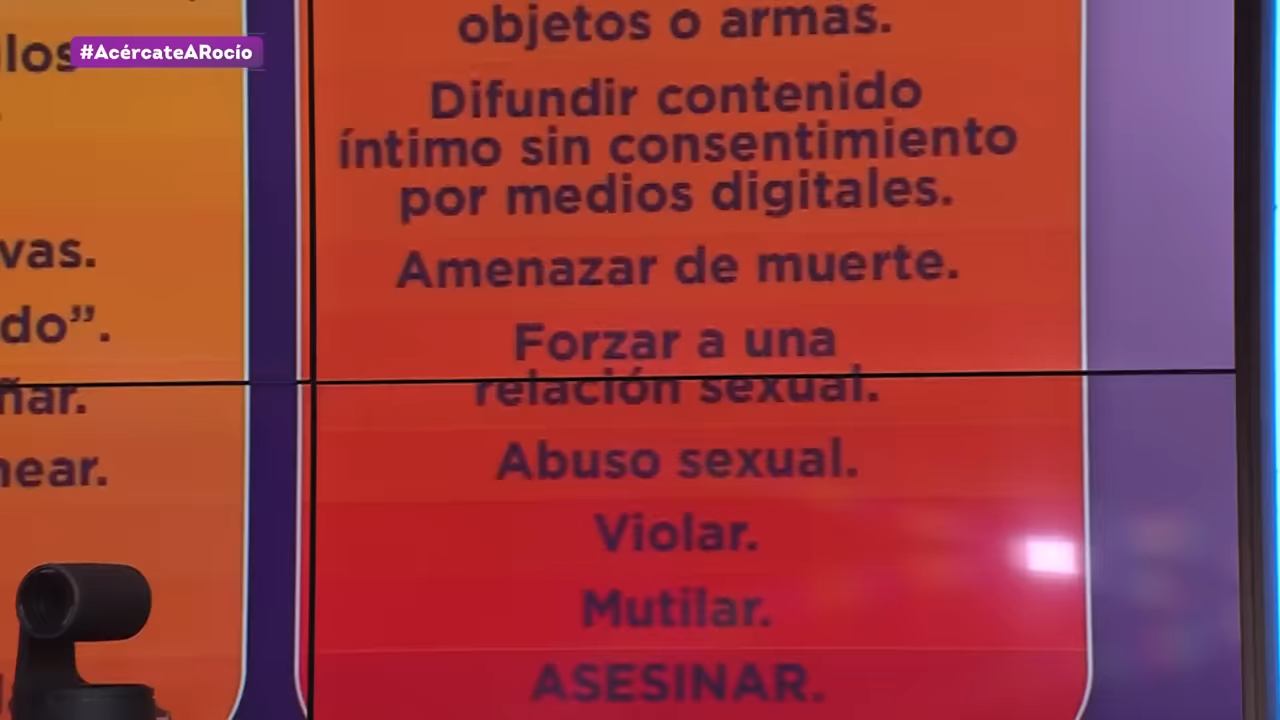 #AcércateARocío
los
vas.
do”.
ñar.
near.
objetos o armas.
Difundir contenido
íntimo sin consentimiento
por medios digitales.
Amenazar de muerte.
Forzar a una
relación sexual.
Abuso sexual.
Violar.
Mutilar.
ASESINAR.